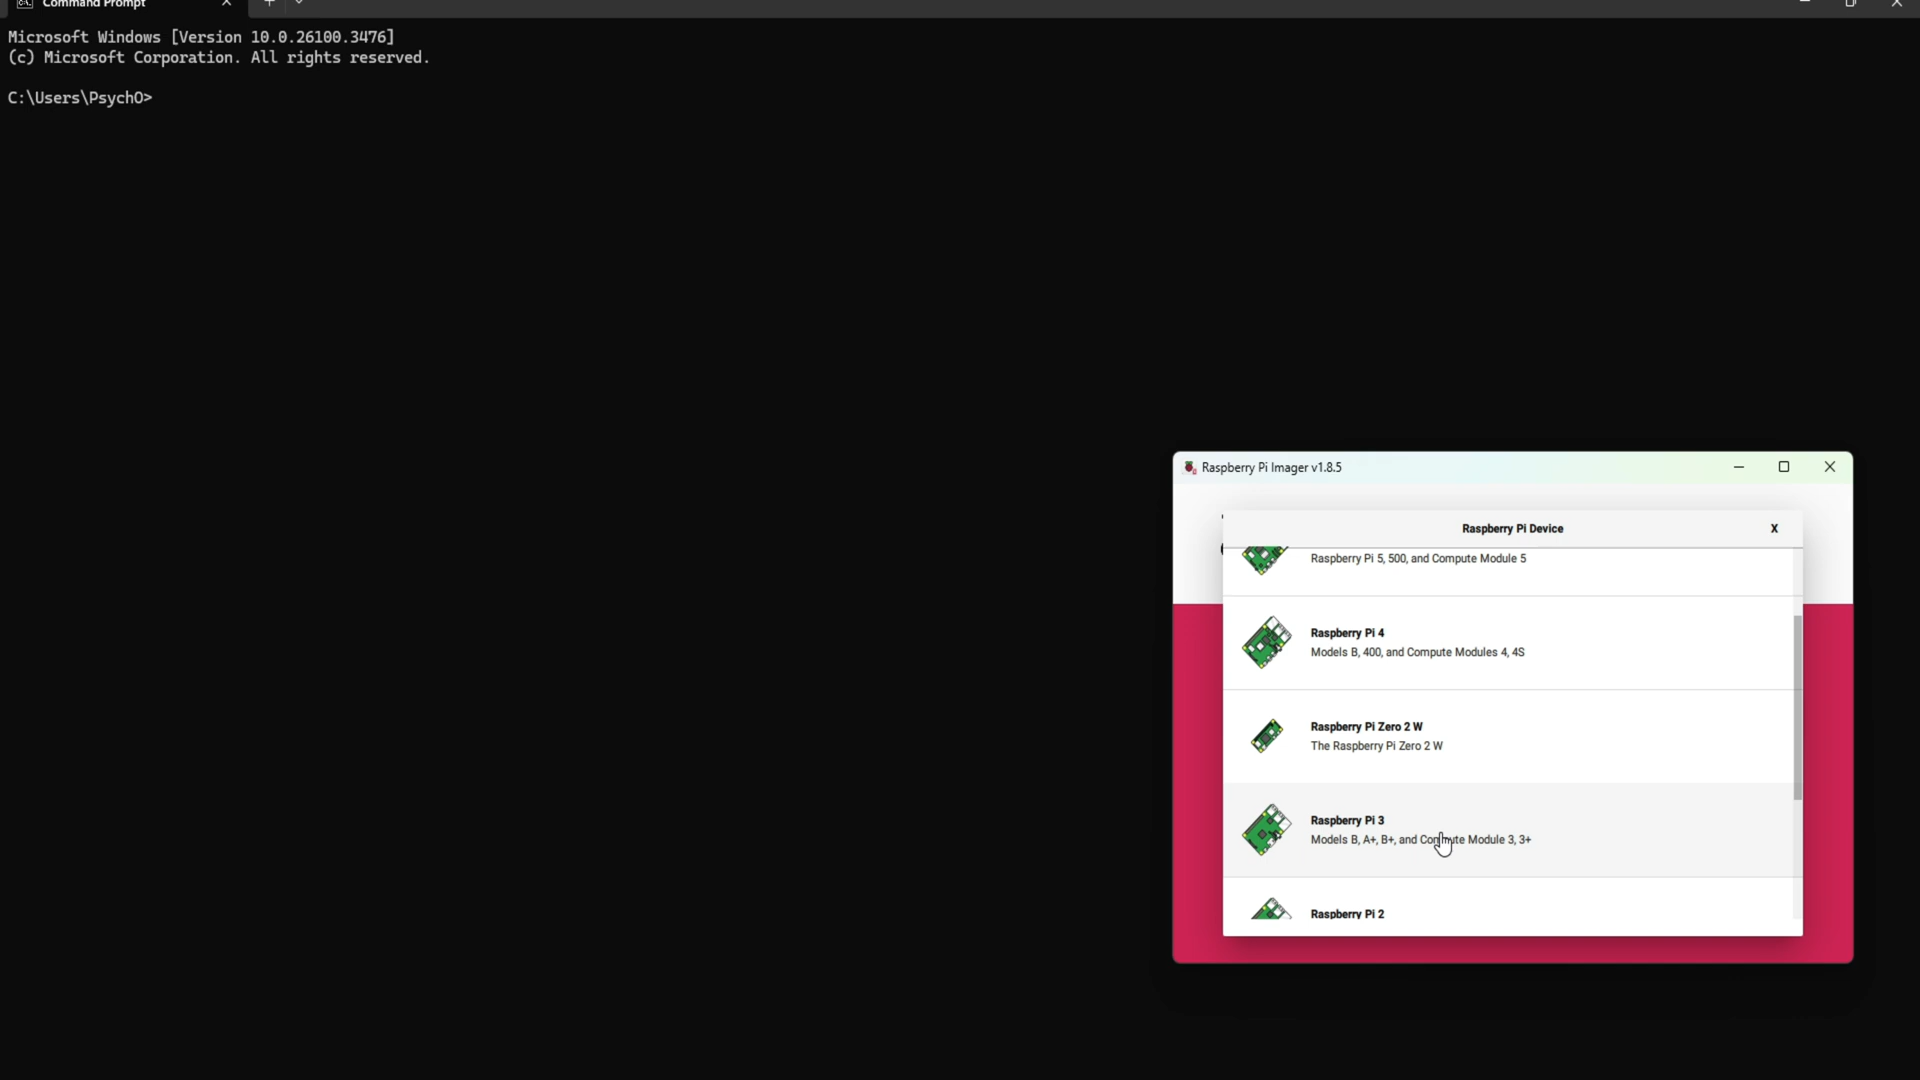 Command Prompt
Microsoft Windows [Version 10.0.26100.3476]
(c) Microsoft Corporation. All rights reserved.
C:\Users\PsychO>
Raspberry Pi Imager v1.8.5
Raspberry Pi Device
X
Raspberry Pi 5, 500, and Compute Module 5
Raspberry Pi 4
Models B, 400, and Compute Modules 4, 4S
Raspberry Pi Zero 2 W
The Raspberry Pi Zero 2 W
Raspberry Pi 3
Models B, A+, B+, and Compute Module 3, 3+
Raspberry Pi 2